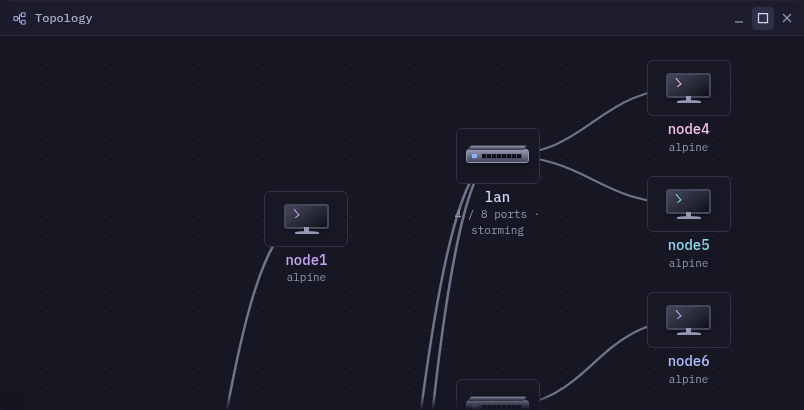 Topology
node4
alpine
lan
4 / 8 ports ·
storming
node1
alpine
node5
alpine
node6
alpine